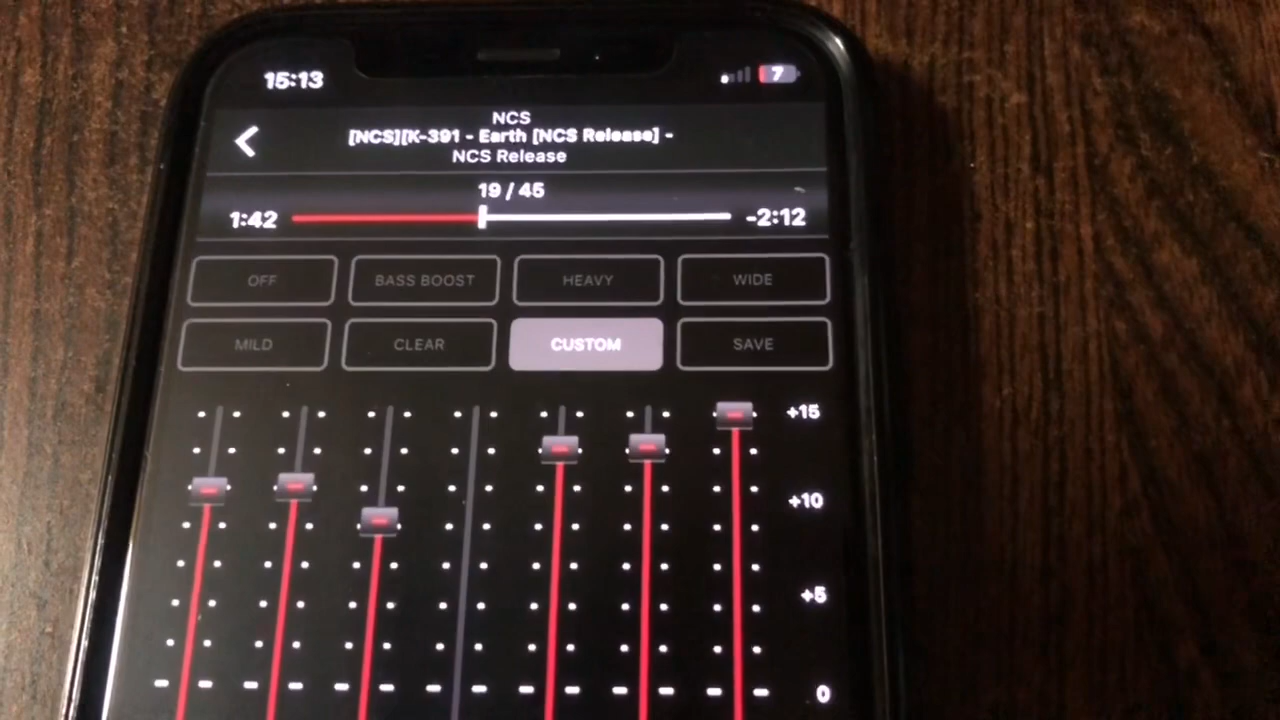 15:13
7
NCS
[NCS][K-391 - Earth [NCS Release] -
NCS Release
19 / 45
1:42
-2:12
OFF
BASS BOOST
HEAVY
WIDE
MILD
CLEAR
CUSTOM
SAVE
+15
+10
+5
0